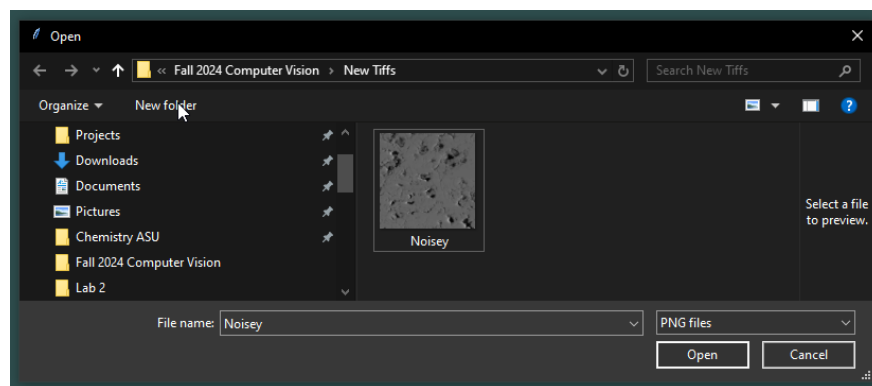 Open
« Fall 2024 Computer Vision › New Tiffs
Search New Tiffs
Organize
New folder
Projects
Downloads
Documents
Pictures
Chemistry ASU
Fall 2024 Computer Vision
Lab 2
Noisey
Select a file
to preview.
File name: Noisey
PNG files
Open
Cancel